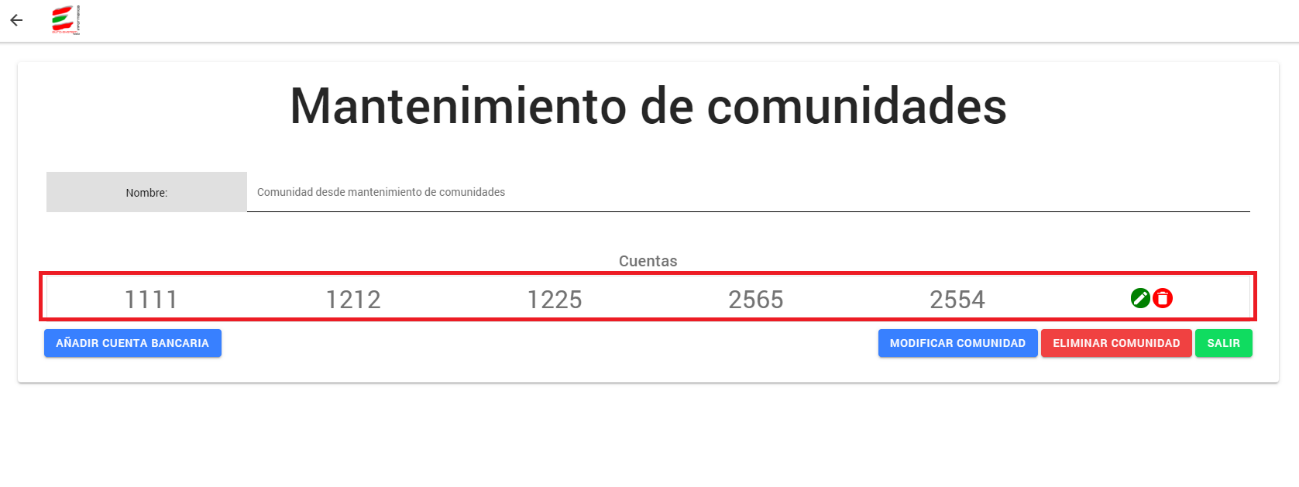 Mantenimiento de comunidades
Nombre: Comunidad desde mantenimiento de comunidades
Cuentas
1111 1212 1225 2565 2554
AÑADIR CUENTA BANCARIA MODIFICAR COMUNIDAD ELIMINAR COMUNIDAD SALIR